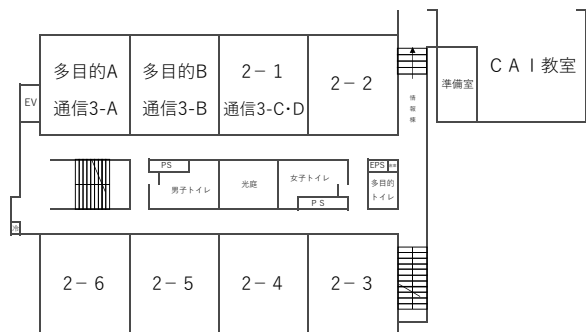 多目的A
通信3-A
多目的B
通信3-B
2－1
通信3-C・D
2－2
準備室
ＣＡＩ教室
EV
情報棟
PS
男子トイレ
光庭
女子トイレ
ＰＳ
EPS
多目的
トイレ
2－6
2－5
2－4
2－3